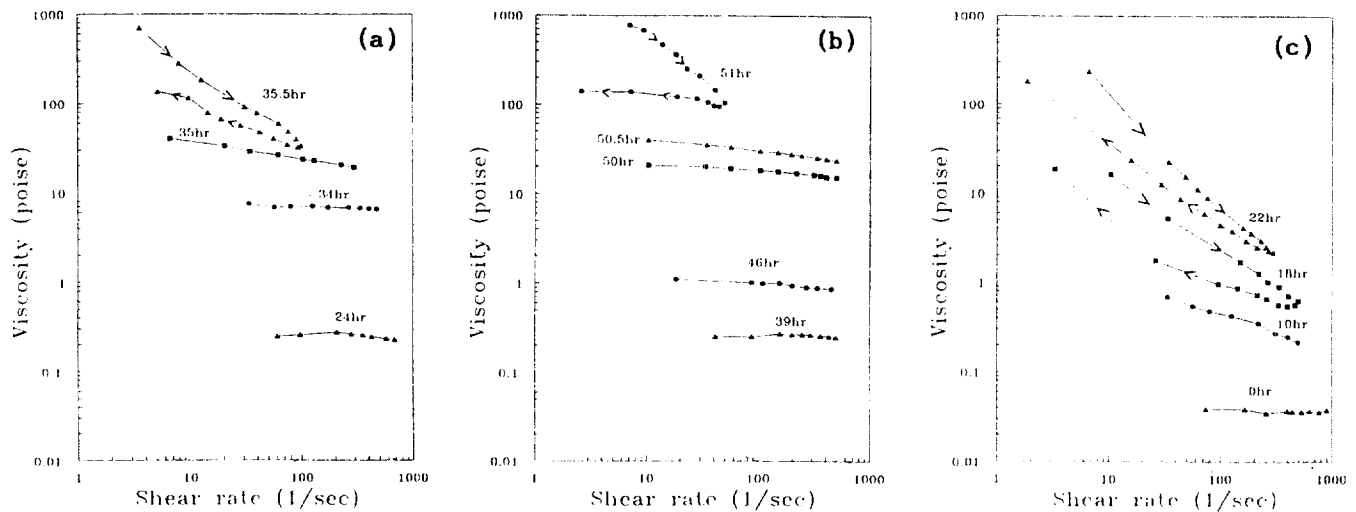 (a)
1000
100
10
1
0.1
0.01
1
10
100
1000
Viscosity (poise)
Shear rate (1/sec)
35.5hr
35hr
34hr
24hr
(b)
1000
100
10
1
0.1
0.01
1
10
100
1000
Viscosity (poise)
Shear rate (1/sec)
51hr
50.5hr
50hr
46hr
39hr
(c)
1000
100
10
1
0.1
0.01
1
10
100
1000
Viscosity (poise)
Shear rate (1/sec)
22hr
18hr
10hr
0hr